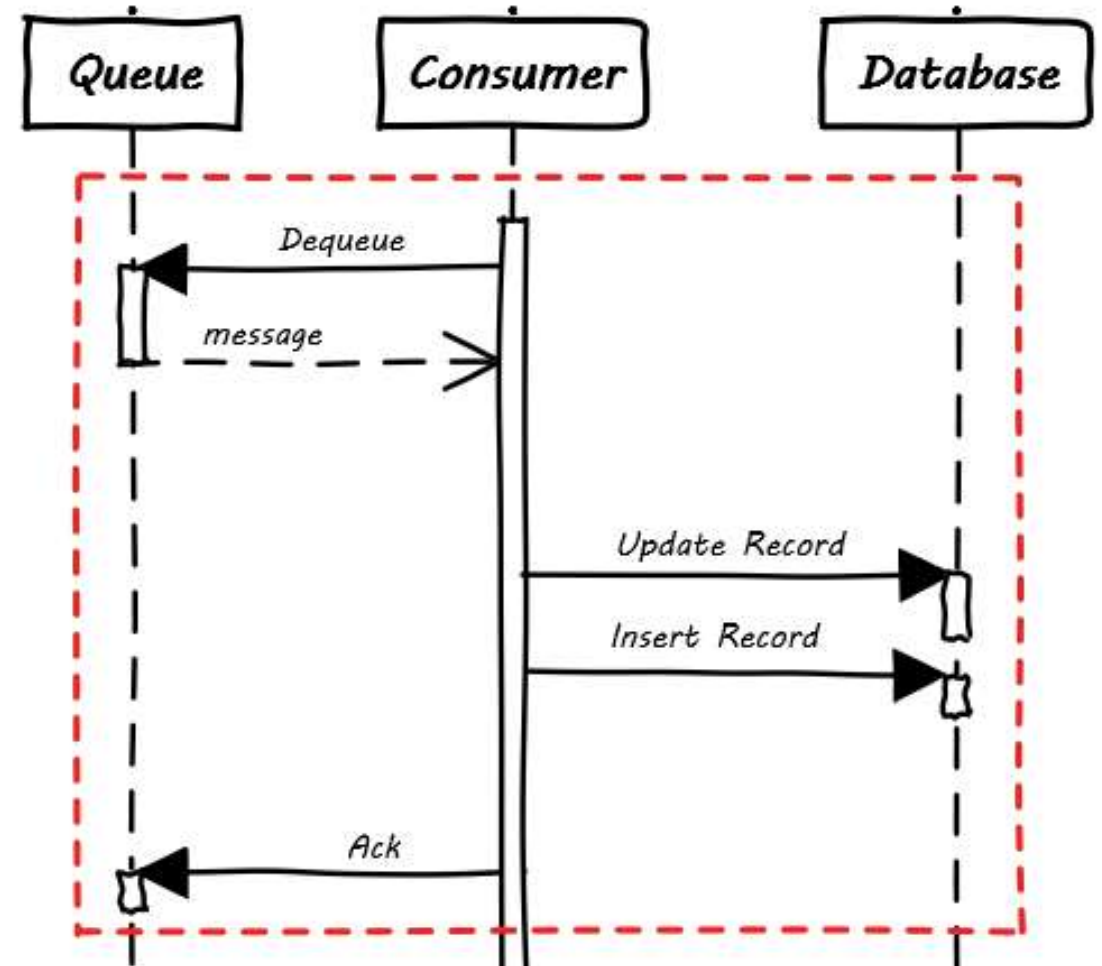 Queue
Consumer
Database
Dequeue
message
Update Record
Insert Record
Ack